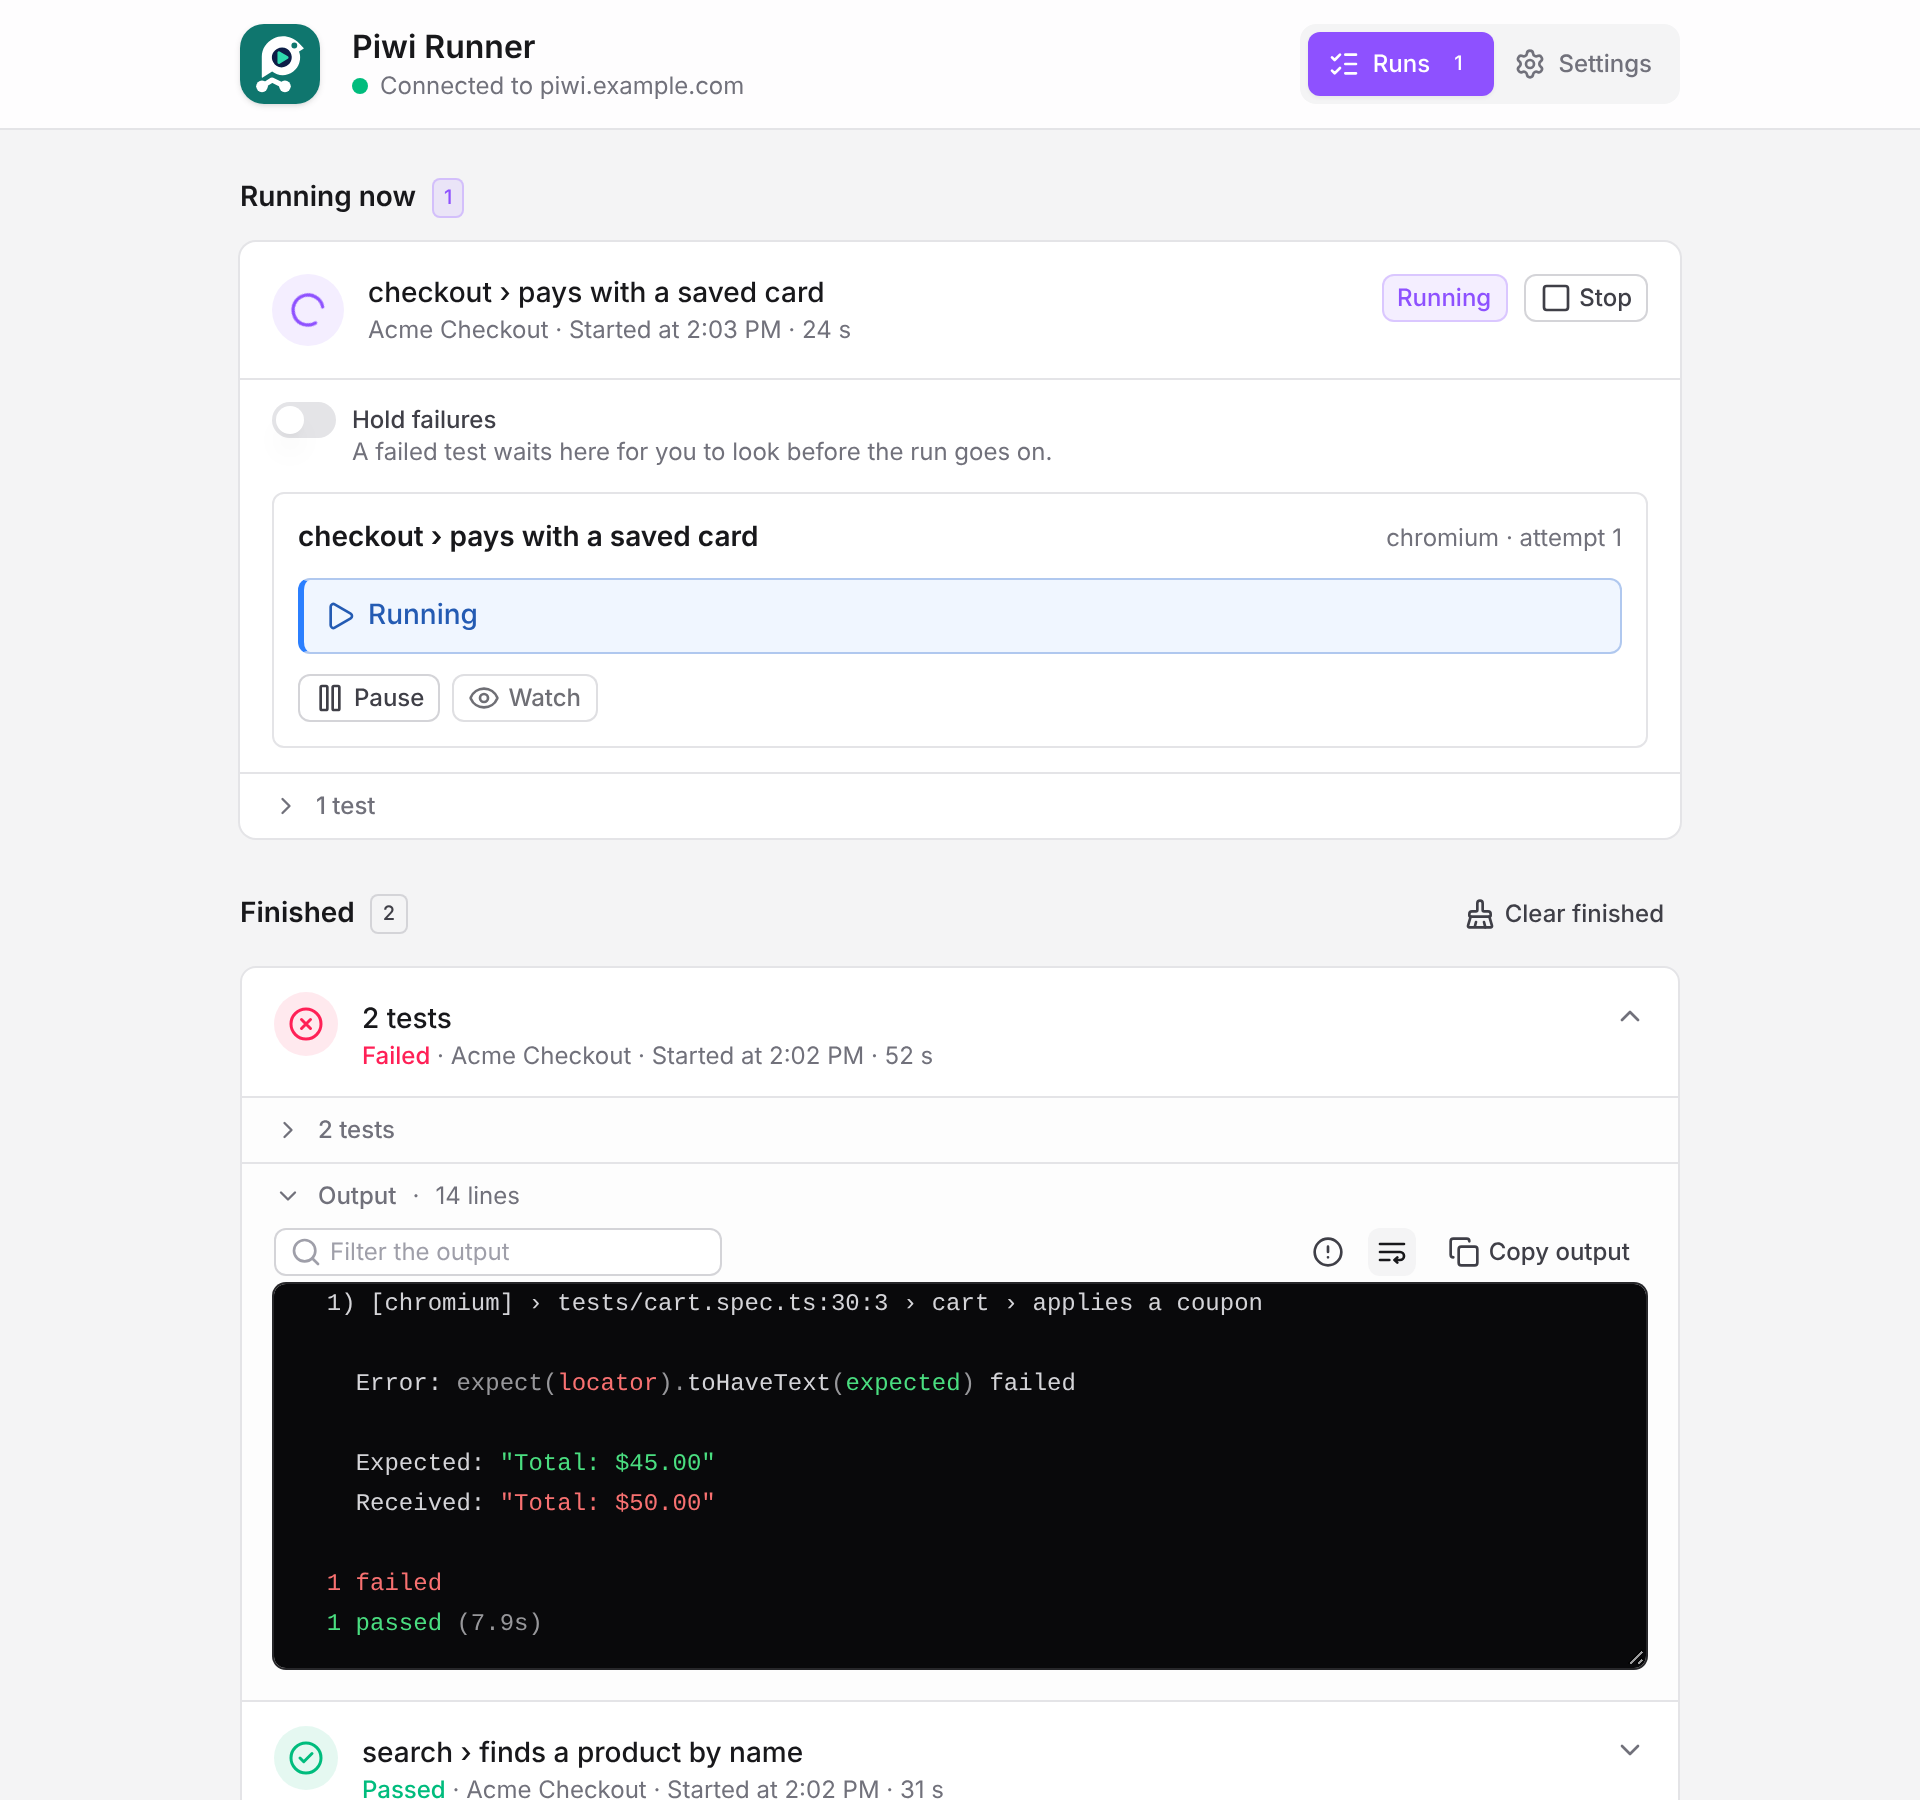 Piwi Runner
Connected to piwi.example.com
Runs 1
Settings
Running now 1
checkout › pays with a saved card
Acme Checkout · Started at 2:03 PM · 24 s
Running
Stop
Hold failures
A failed test waits here for you to look before the run goes on.
checkout › pays with a saved card
chromium · attempt 1
Running
Pause
Watch
1 test
Finished 2
Clear finished
2 tests
Failed · Acme Checkout · Started at 2:02 PM · 52 s
2 tests
Output · 14 lines
Filter the output
Copy output
1) [chromium] › tests/cart.spec.ts:30:3 › cart › applies a coupon
Error: expect(locator).toHaveText(expected) failed
Expected: "Total: $45.00"
Received: "Total: $50.00"
1 failed
1 passed (7.9s)
search › finds a product by name
Passed · Acme Checkout · Started at 2:02 PM · 31 s